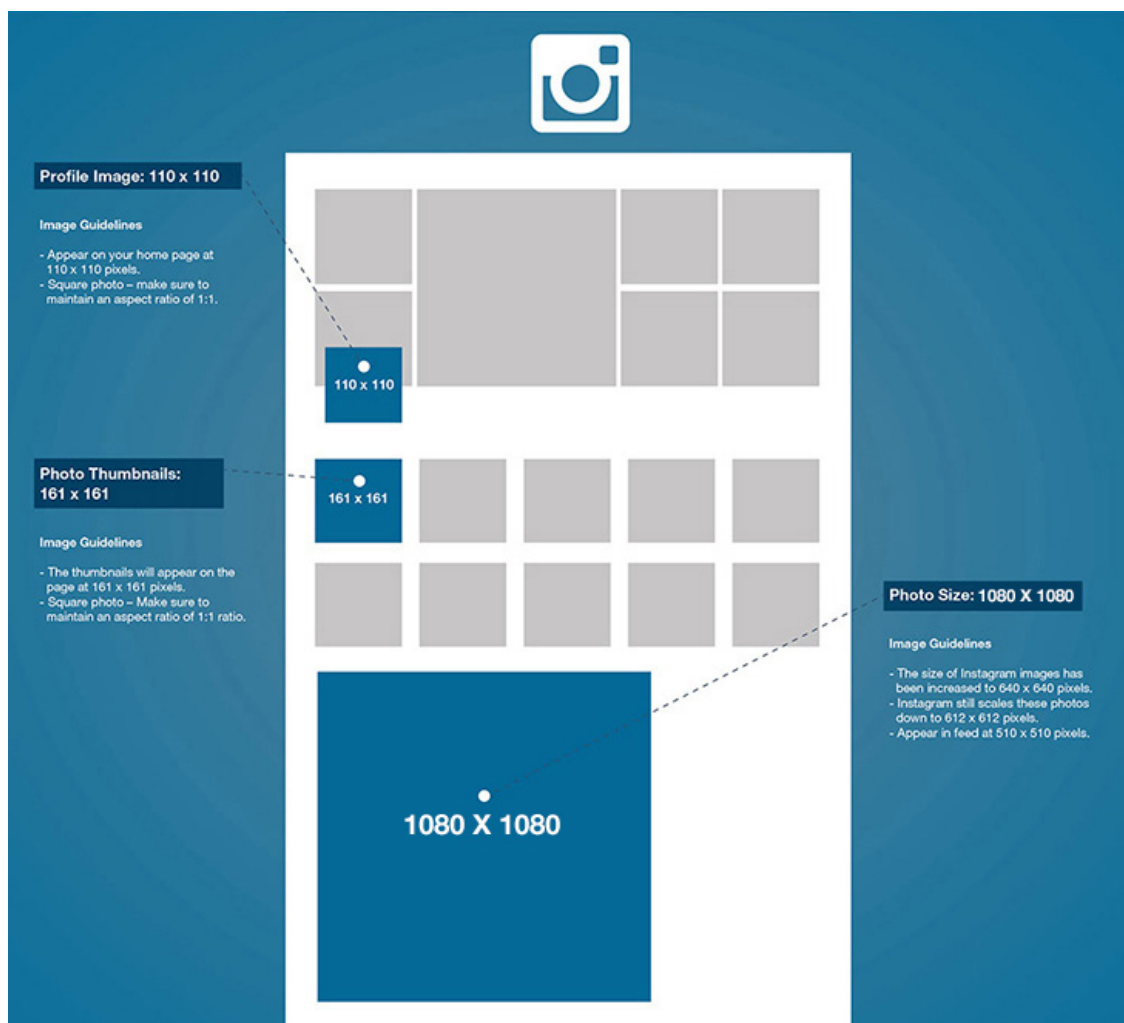 Profile Image: 110 x 110
Image Guidelines
- Appear on your home page at
110 x 110 pixels.
- Square photo – make sure to
maintain an aspect ratio of 1:1.
110 x 110
Photo Thumbnails:
161 x 161
161 x 161
Image Guidelines
- The thumbnails will appear on the
page at 161 x 161 pixels.
- Square photo – Make sure to
maintain an aspect ratio of 1:1 ratio.
Photo Size: 1080 X 1080
Image Guidelines
- The size of Instagram images has
been increased to 640 x 640 pixels.
- Instagram still scales these photos
down to 612 x 612 pixels.
- Appear in feed at 510 x 510 pixels.
1080 X 1080